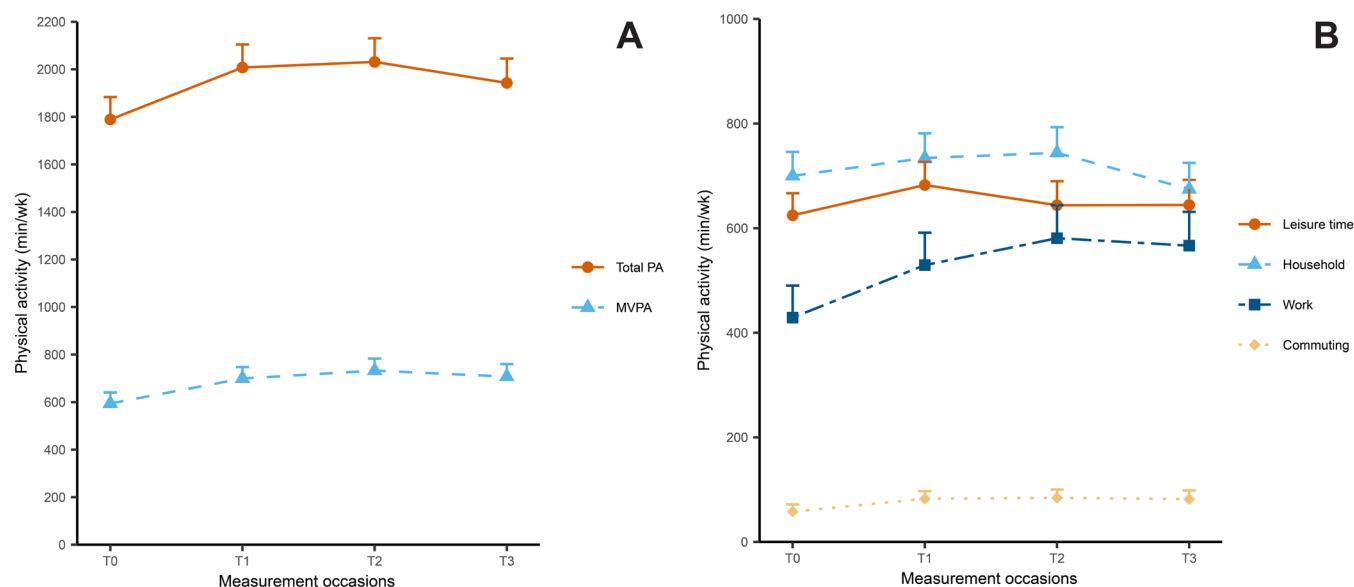 A
Physical activity (min/wk)
2200
2000
1800
1600
1400
1200
1000
800
600
400
200
0
T0 T1 T2 T3
Measurement occasions
Total PA
MVPA
B
Physical activity (min/wk)
1000
800
600
400
200
0
T0 T1 T2 T3
Measurement occasions
Leisure time
Household
Work
Commuting